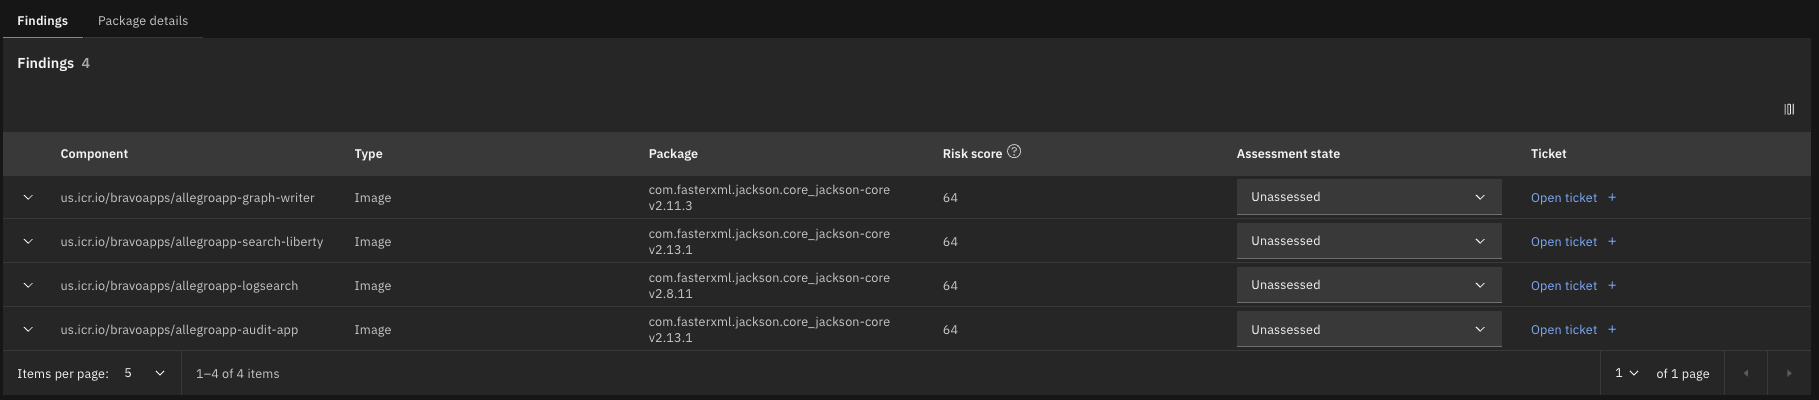 Findings Package details
Findings 4
Component Type Package Risk score Assessment state Ticket
us.icr.io/bravoapps/allegroapp-graph-writer Image com.fasterxml.jackson.core_jackson-core v2.11.3 64 Unassessed Open ticket +
us.icr.io/bravoapps/allegroapp-search-liberty Image com.fasterxml.jackson.core_jackson-core v2.13.1 64 Unassessed Open ticket +
us.icr.io/bravoapps/allegroapp-logsearch Image com.fasterxml.jackson.core_jackson-core v2.8.11 64 Unassessed Open ticket +
us.icr.io/bravoapps/allegroapp-audit-app Image com.fasterxml.jackson.core_jackson-core v2.13.1 64 Unassessed Open ticket +
Items per page: 5 1–4 of 4 items 1 of 1 page